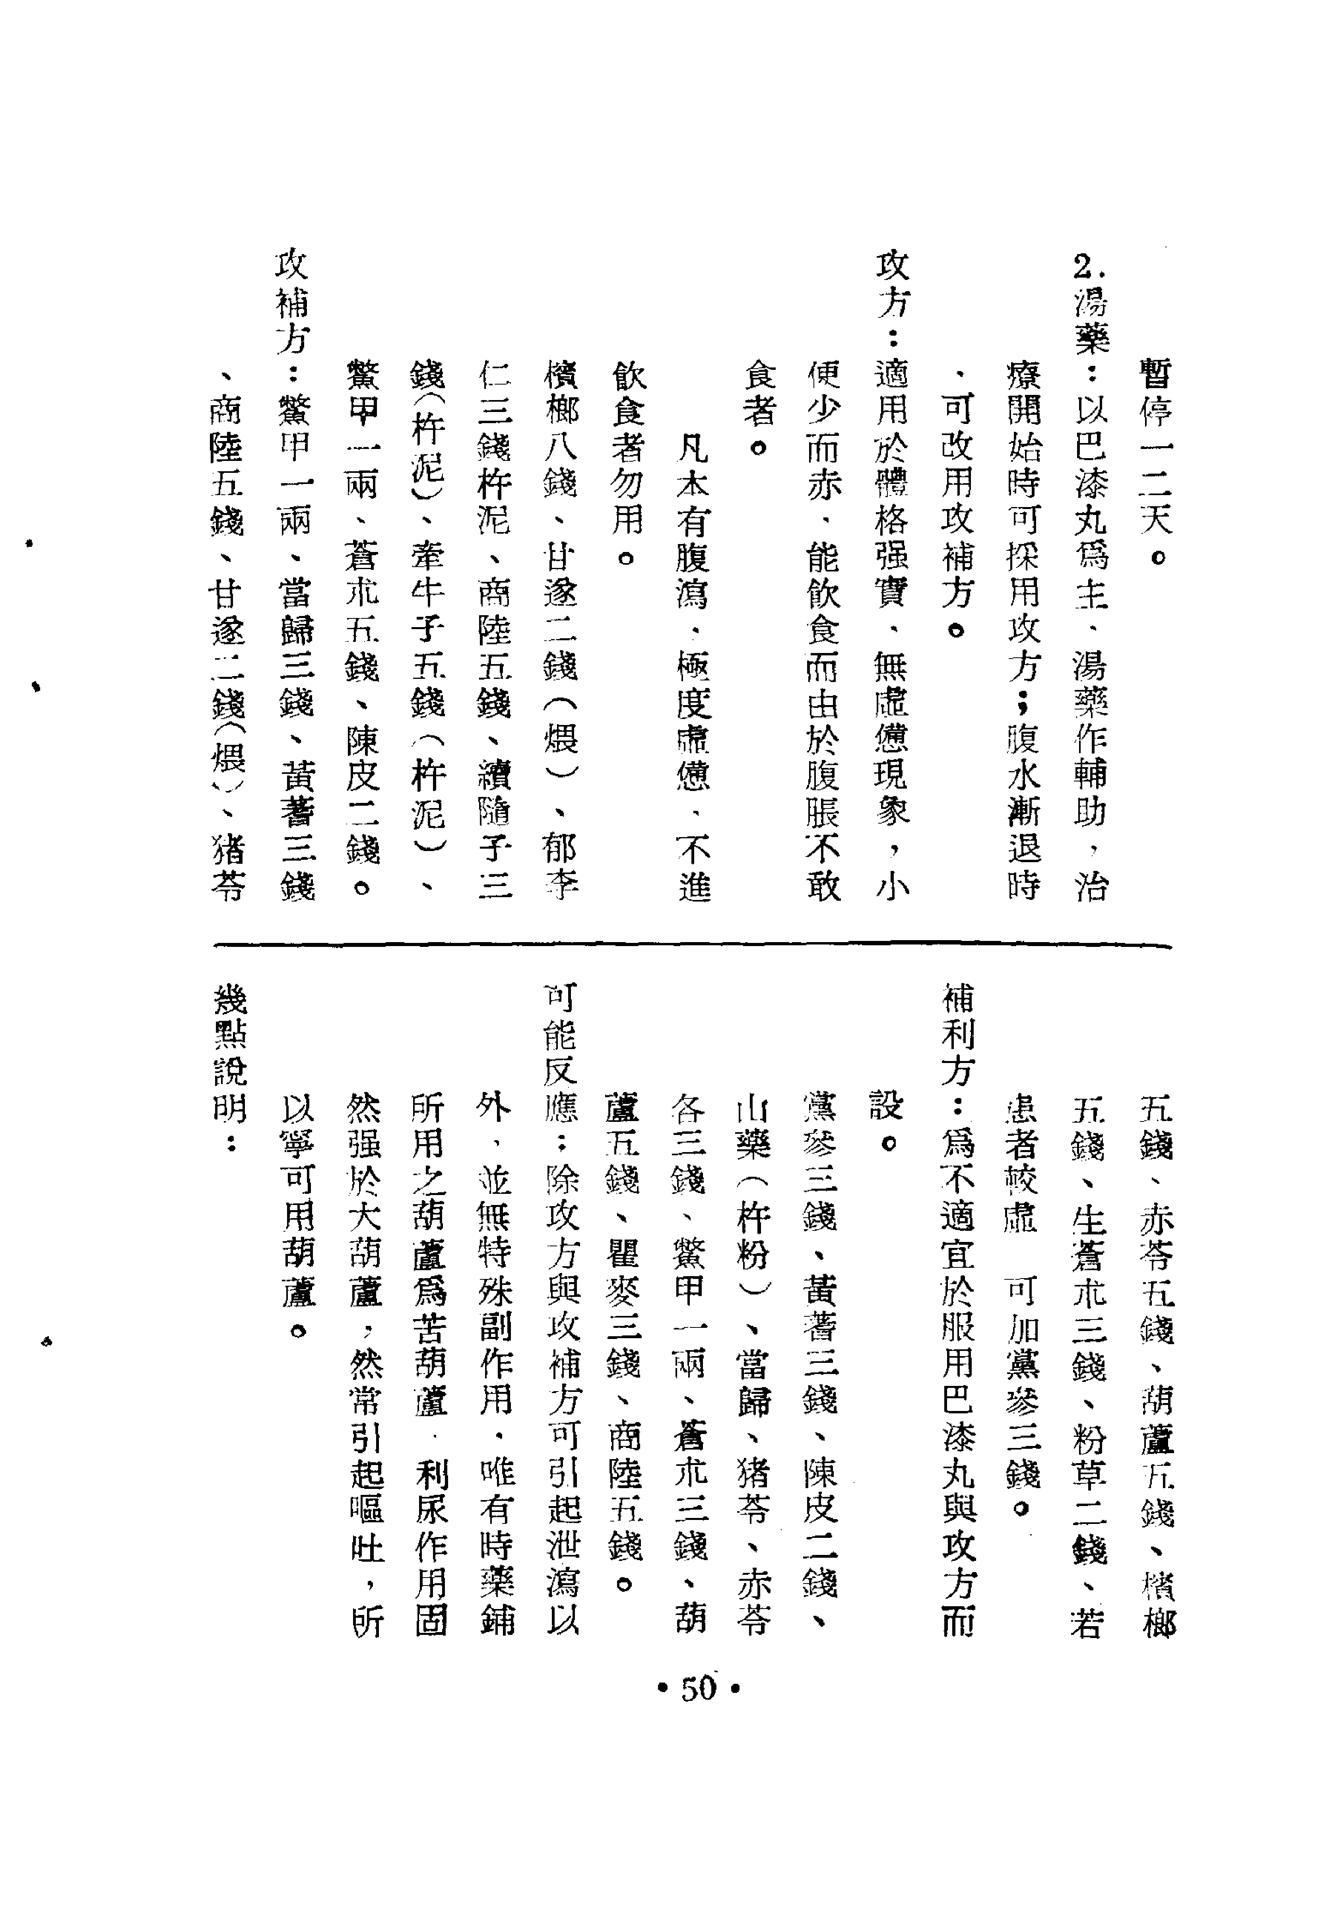 暫停一二天。
2.湯藥：以巴漆丸爲主、湯藥作輔助，治
療開始時可採用攻方；腹水漸退時
、可改用攻補方。
攻方：適用於體格强實、無虛憊現象，小
便少而赤、能飲食而由於腹脹不敢
食者。
凡本有腹瀉、極度虛憊、不進
飲食者勿用。
檳榔八錢、甘遂二錢（煨）、郁李
仁三錢杵泥、商陸五錢、續隨子三
錢（杵泥）、牽牛子五錢（杵泥）、
鱉甲一兩、蒼朮五錢、陳皮二錢。
攻補方：鱉甲一兩、當歸三錢、黃蓍三錢
、商陸五錢、甘遂二錢（煨）、猪苓
五錢、赤苓五錢、葫蘆五錢、檳榔
五錢、生蒼朮三錢、粉草二錢、若
患者較虛　可加黨參三錢。
補利方：爲不適宜於服用巴漆丸與攻方而
設。
黨參三錢、黃蓍三錢、陳皮二錢、
山藥（杵粉）、當歸、猪苓、赤苓
各三錢、鱉甲一兩、蒼朮三錢、葫
蘆五錢、瞿麥三錢、商陸五錢。
可能反應：除攻方與攻補方可引起泄瀉以
外，並無特殊副作用，唯有時藥鋪
所用之葫蘆爲苦葫蘆、利尿作用固
然强於大葫蘆，然常引起嘔吐，所
以寧可用葫蘆。
幾點說明：
·50·